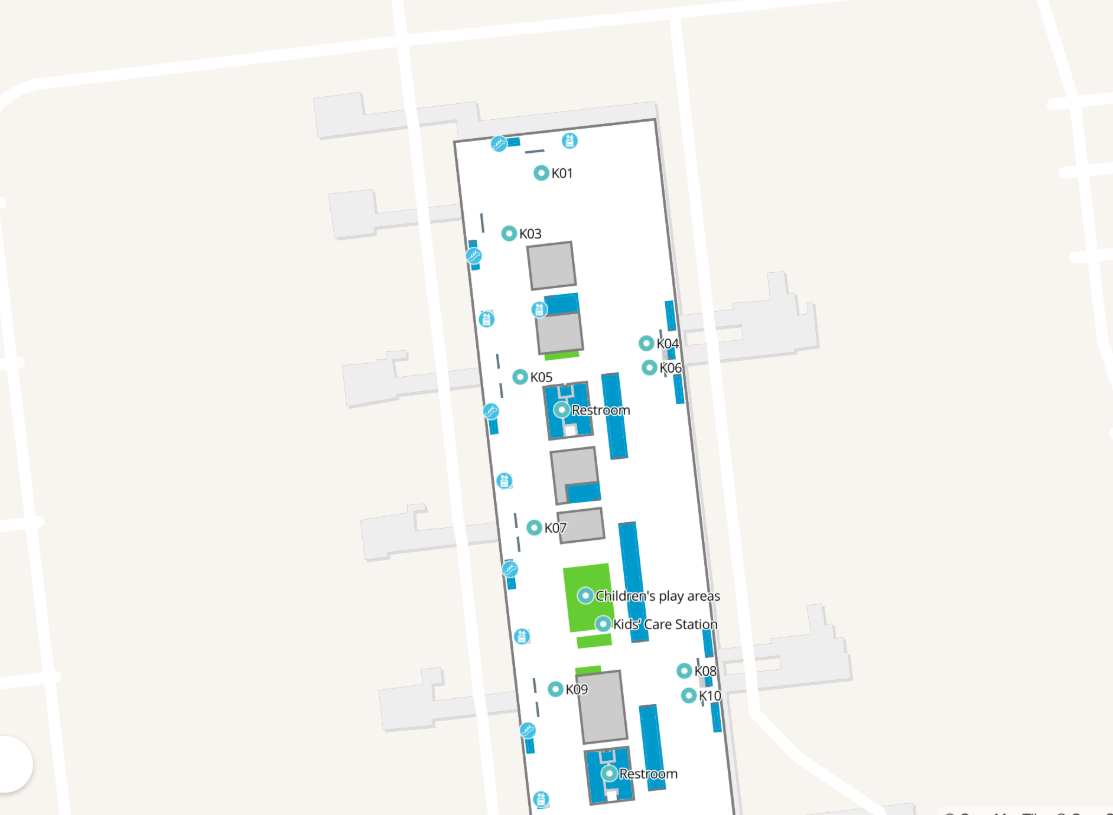 K01
K03
K04
K06
K05
Restroom
K07
Children's play areas
Kids' Care Station
K08
K10
K09
Restroom